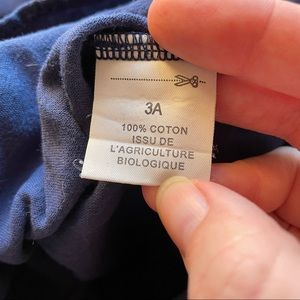 3A
100% COTON
ISSU DE
L'AGRICULTURE
BIOLOGIQUE